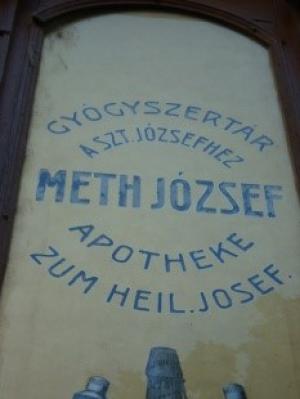 GYÓGYSZERTÁR
A SZT. JÓZSEFHEZ
METH JÓZSEF
APOTHEKE
ZUM HEIL. JOSEF.